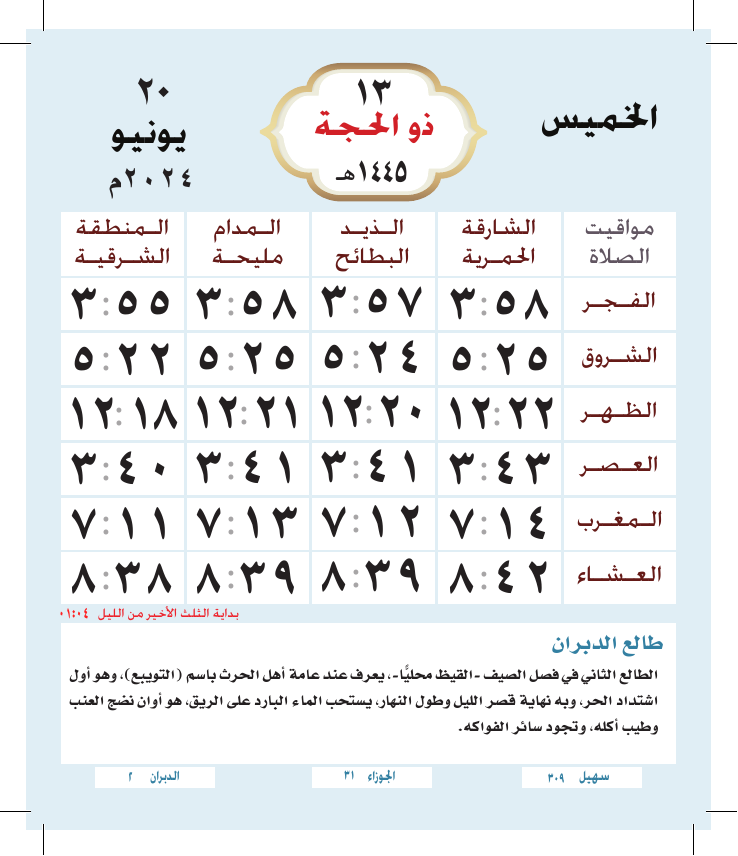 الخميس
١٣
ذو الحجة
١٤٤٥هـ
٢٠
يونيو
٢٠٢٤م
مواقيت الصلاة
الشارقة الحمرية
الذيد البطائح
المدام مليحة
المنطقة الشرقية
الفجر ٣:٥٨ ٣:٥٧ ٣:٥٨ ٣:٥٥
الشروق ٥:٢٥ ٥:٢٤ ٥:٢٥ ٥:٢٢
الظهر ١٢:٢٢ ١٢:٢٠ ١٢:٢١ ١٢:١٨
العصر ٣:٤٣ ٣:٤١ ٣:٤١ ٣:٤٠
المغرب ٧:١٤ ٧:١٢ ٧:١٣ ٧:١١
العشاء ٨:٤٢ ٨:٣٩ ٨:٣٩ ٨:٣٨
بداية الثلث الأخير من الليل ٠١:٠٤
طالع الدبران
الطالع الثاني في فصل الصيف -القيظ محليًّا-، يعرف عند عامة أهل الحرث باسم (التويبع)، وهو أول
اشتداد الحر، وبه نهاية قصر الليل وطول النهار، يستحب الماء البارد على الريق، هو أوان نضج العنب
وطيب أكله، وتجود سائر الفواكه.
سهيل ٣٠٩
الجوزاء ٣١
الدبران ٢